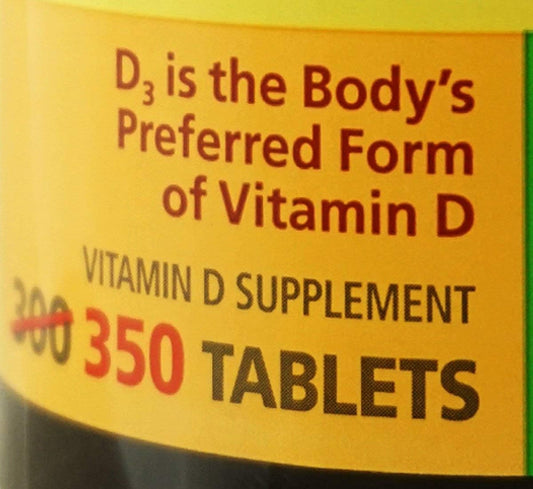 D₃ is the Body's
Preferred Form
of Vitamin D
VITAMIN D SUPPLEMENT
300 350 TABLETS